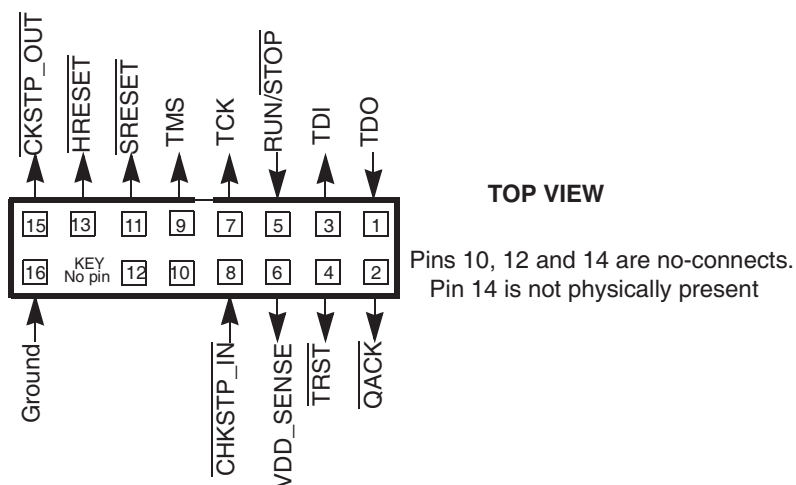 CKSTP_OUT
HRESET
SRESET
TMS
TCK
RUN/STOP
TDI
TDO
TOP VIEW
15 13 11 9 7 5 3 1
16 KEY No pin 12 10 8 6 4 2
Pins 10, 12 and 14 are no-connects.
Pin 14 is not physically present
Ground
CHKSTP_IN
VDD_SENSE
TRST
QACK